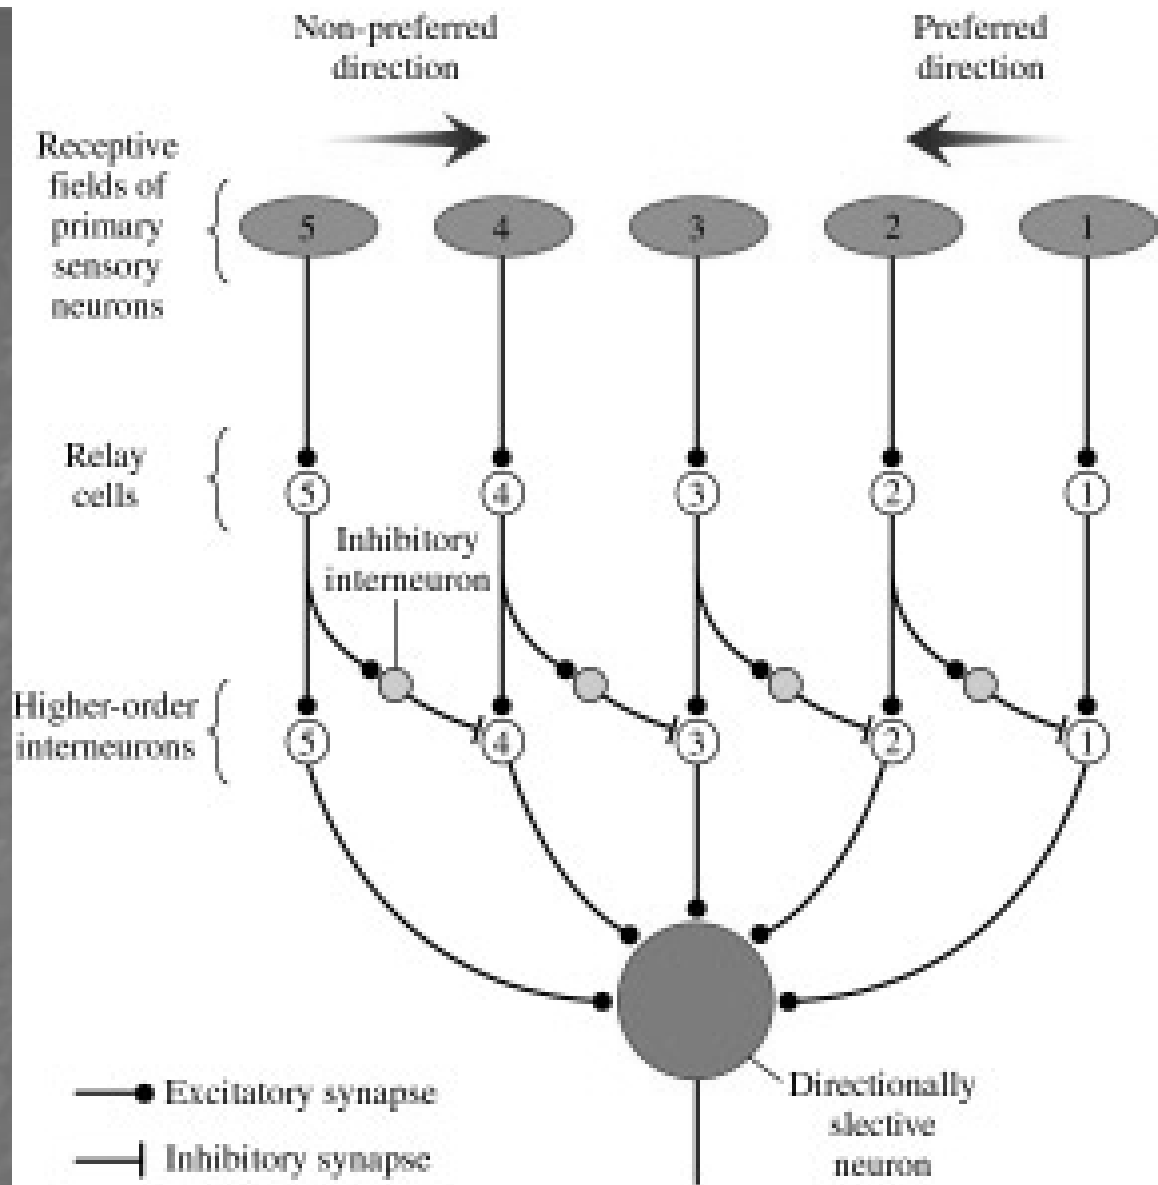 Non-preferred
direction
Preferred
direction
Receptive
fields of
primary
sensory
neurons
5 4 3 2 1
Relay
cells
5 4 3 2 1
Inhibitory
interneuron
Higher-order
interneurons
5 4 3 2 1
Excitatory synapse
Inhibitory synapse
Directionally
slective
neuron